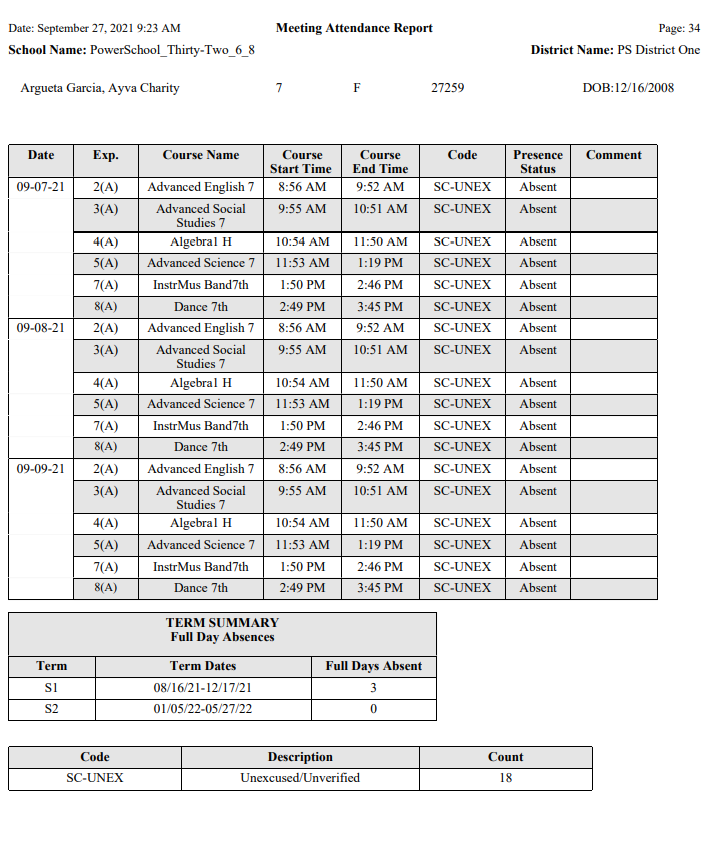 Date: September 27, 2021 9:23 AM Meeting Attendance Report Page: 34
School Name: PowerSchool_Thirty-Two_6_8 District Name: PS District One
Argueta Garcia, Ayva Charity 7 F 27259 DOB:12/16/2008
Date Exp. Course Name Course Start Time Course End Time Code Presence Status Comment
09-07-21 2(A) Advanced English 7 8:56 AM 9:52 AM SC-UNEX Absent
3(A) Advanced Social Studies 7 9:55 AM 10:51 AM SC-UNEX Absent
4(A) Algebra1 H 10:54 AM 11:50 AM SC-UNEX Absent
5(A) Advanced Science 7 11:53 AM 1:19 PM SC-UNEX Absent
7(A) InstrMus Band7th 1:50 PM 2:46 PM SC-UNEX Absent
8(A) Dance 7th 2:49 PM 3:45 PM SC-UNEX Absent
09-08-21 2(A) Advanced English 7 8:56 AM 9:52 AM SC-UNEX Absent
3(A) Advanced Social Studies 7 9:55 AM 10:51 AM SC-UNEX Absent
4(A) Algebra1 H 10:54 AM 11:50 AM SC-UNEX Absent
5(A) Advanced Science 7 11:53 AM 1:19 PM SC-UNEX Absent
7(A) InstrMus Band7th 1:50 PM 2:46 PM SC-UNEX Absent
8(A) Dance 7th 2:49 PM 3:45 PM SC-UNEX Absent
09-09-21 2(A) Advanced English 7 8:56 AM 9:52 AM SC-UNEX Absent
3(A) Advanced Social Studies 7 9:55 AM 10:51 AM SC-UNEX Absent
4(A) Algebra1 H 10:54 AM 11:50 AM SC-UNEX Absent
5(A) Advanced Science 7 11:53 AM 1:19 PM SC-UNEX Absent
7(A) InstrMus Band7th 1:50 PM 2:46 PM SC-UNEX Absent
8(A) Dance 7th 2:49 PM 3:45 PM SC-UNEX Absent
TERM SUMMARY
Full Day Absences
Term Term Dates Full Days Absent
S1 08/16/21-12/17/21 3
S2 01/05/22-05/27/22 0
Code Description Count
SC-UNEX Unexcused/Unverified 18